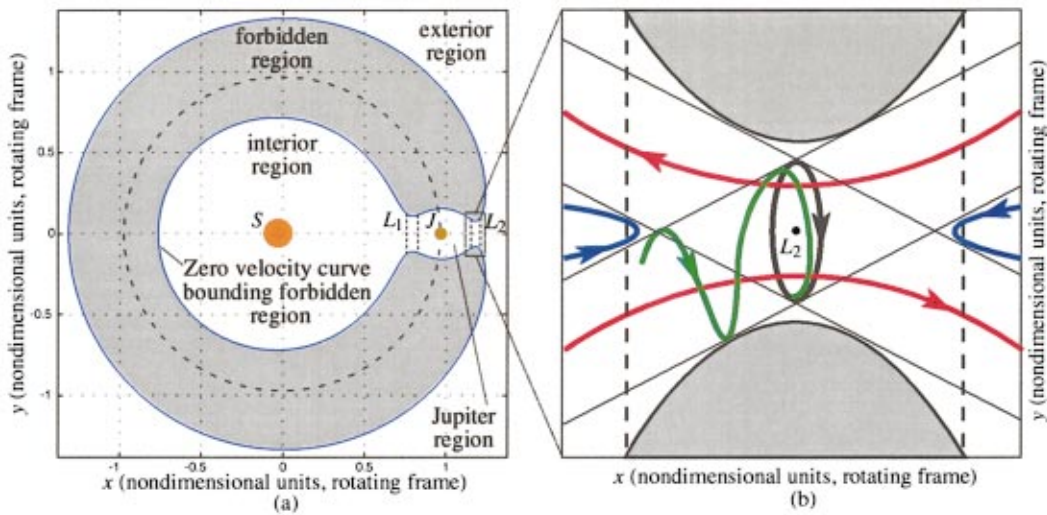 forbidden
region
exterior
region
interior
region
S
L1
J
L2
Zero velocity curve
bounding forbidden
region
Jupiter
region
1
0.5
0
-0.5
-1
-1
-0.5
0
0.5
1
y (nondimensional units, rotating frame)
x (nondimensional units, rotating frame)
(a)
L2
x (nondimensional units, rotating frame)
(b)
y (nondimensional units, rotating frame)